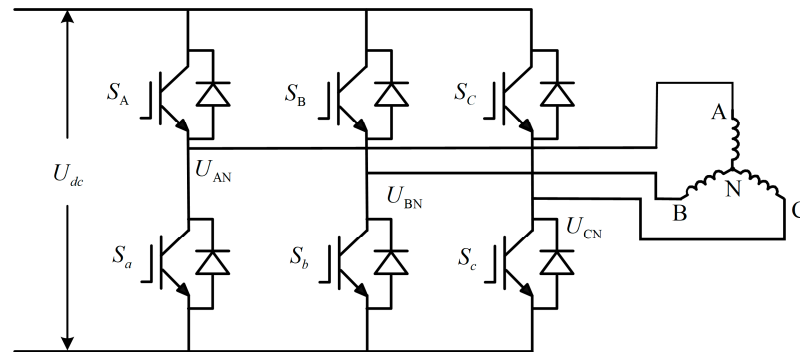 S_A
S_B
S_C
A
U_dc
U_AN
U_BN
N
B
C
S_a
S_b
S_c
U_CN